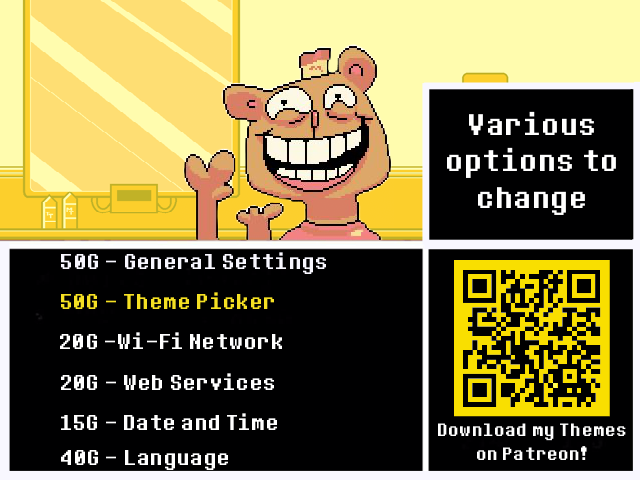 Various
options to
change
50G - General Settings
50G - Theme Picker
20G -Wi-Fi Network
20G - Web Services
15G - Date and Time
40G - Language
Download my Themes
on Patreon!